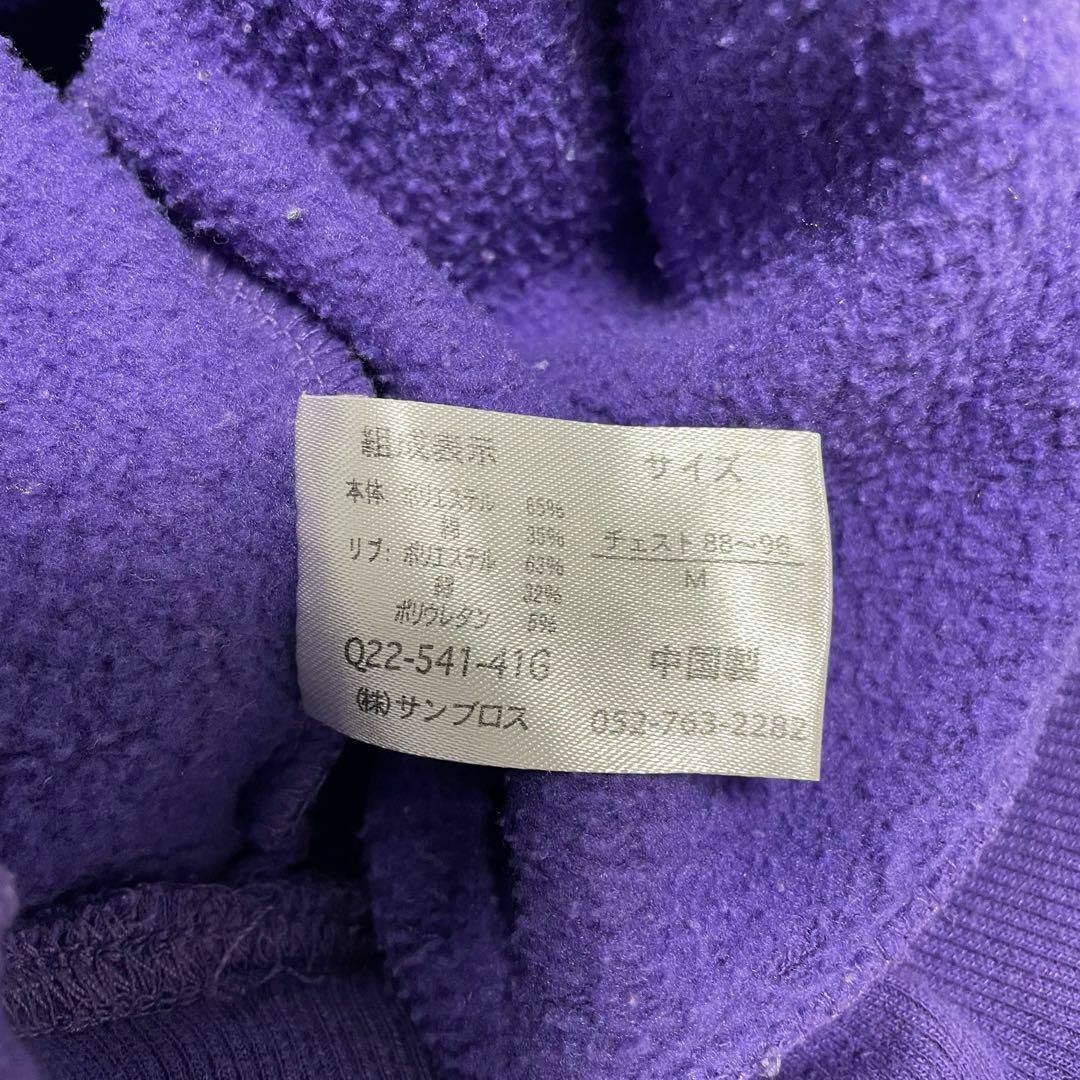 組成表示
本体 ポリエステル 65%
綿 35%
リブ: ポリエステル 63%
綿 32%
ポリウレタン 5%
Q22-541-41G
(株)サンブロス
サイズ
チェスト 88～96
M
中国製
052-763-2282